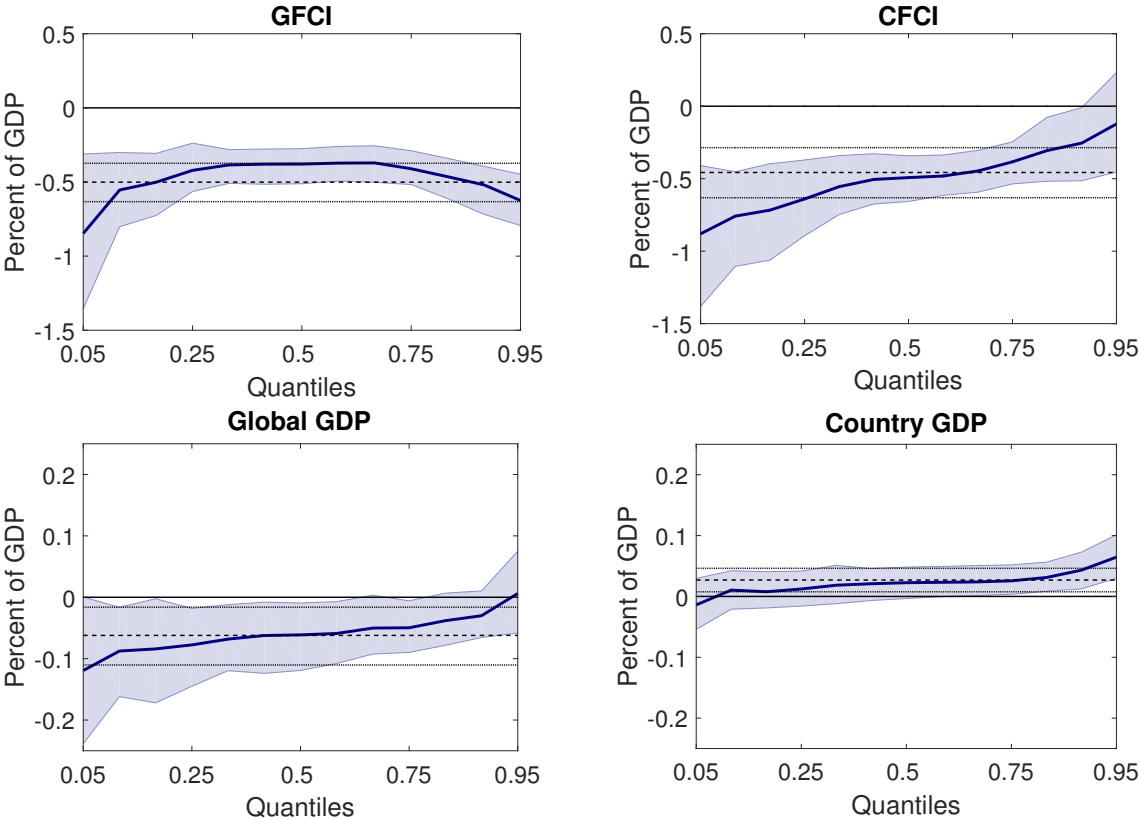 GFCI
0.5
0
-0.5
-1
-1.5
Percent of GDP
0.05 0.25 0.5 0.75 0.95
Quantiles
CFCI
0.5
0
-0.5
-1
-1.5
Percent of GDP
0.05 0.25 0.5 0.75 0.95
Quantiles
Global GDP
0.2
0.1
0
-0.1
-0.2
Percent of GDP
0.05 0.25 0.5 0.75 0.95
Quantiles
Country GDP
0.2
0.1
0
-0.1
-0.2
Percent of GDP
0.05 0.25 0.5 0.75 0.95
Quantiles